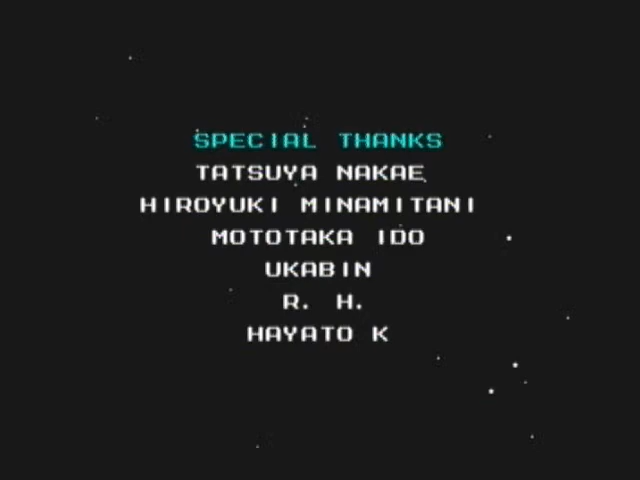 SPECIAL THANKS
TATSUYA NAKAE
HIROYUKI MINAMITANI
MOTOTAKA IDO
UKABIN
R. H.
HAYATO K